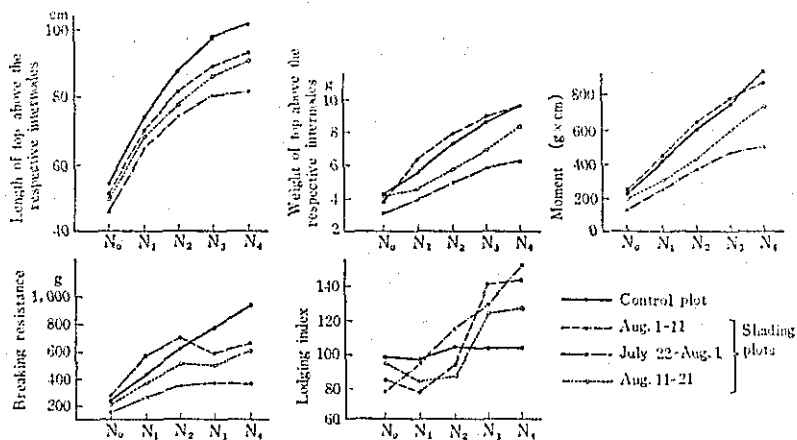 cm
100
80
60
40
Length of top above the
respective internodes
N₀ N₁ N₂ N₃ N₄
g
10
8
6
4
2
Weight of top above the
respective internodes
N₀ N₁ N₂ N₃ N₄
800
600
400
200
0
Moment (g×cm)
N₀ N₁ N₂ N₃ N₄
g
1,000
800
600
400
200
Breaking resistance
N₀ N₁ N₂ N₃ N₄
140
120
100
80
60
Lodging index
N₀ N₁ N₂ N₃ N₄
Control plot
Aug. 1-11
July 22-Aug. 1
Aug. 11-21
Shading
plots